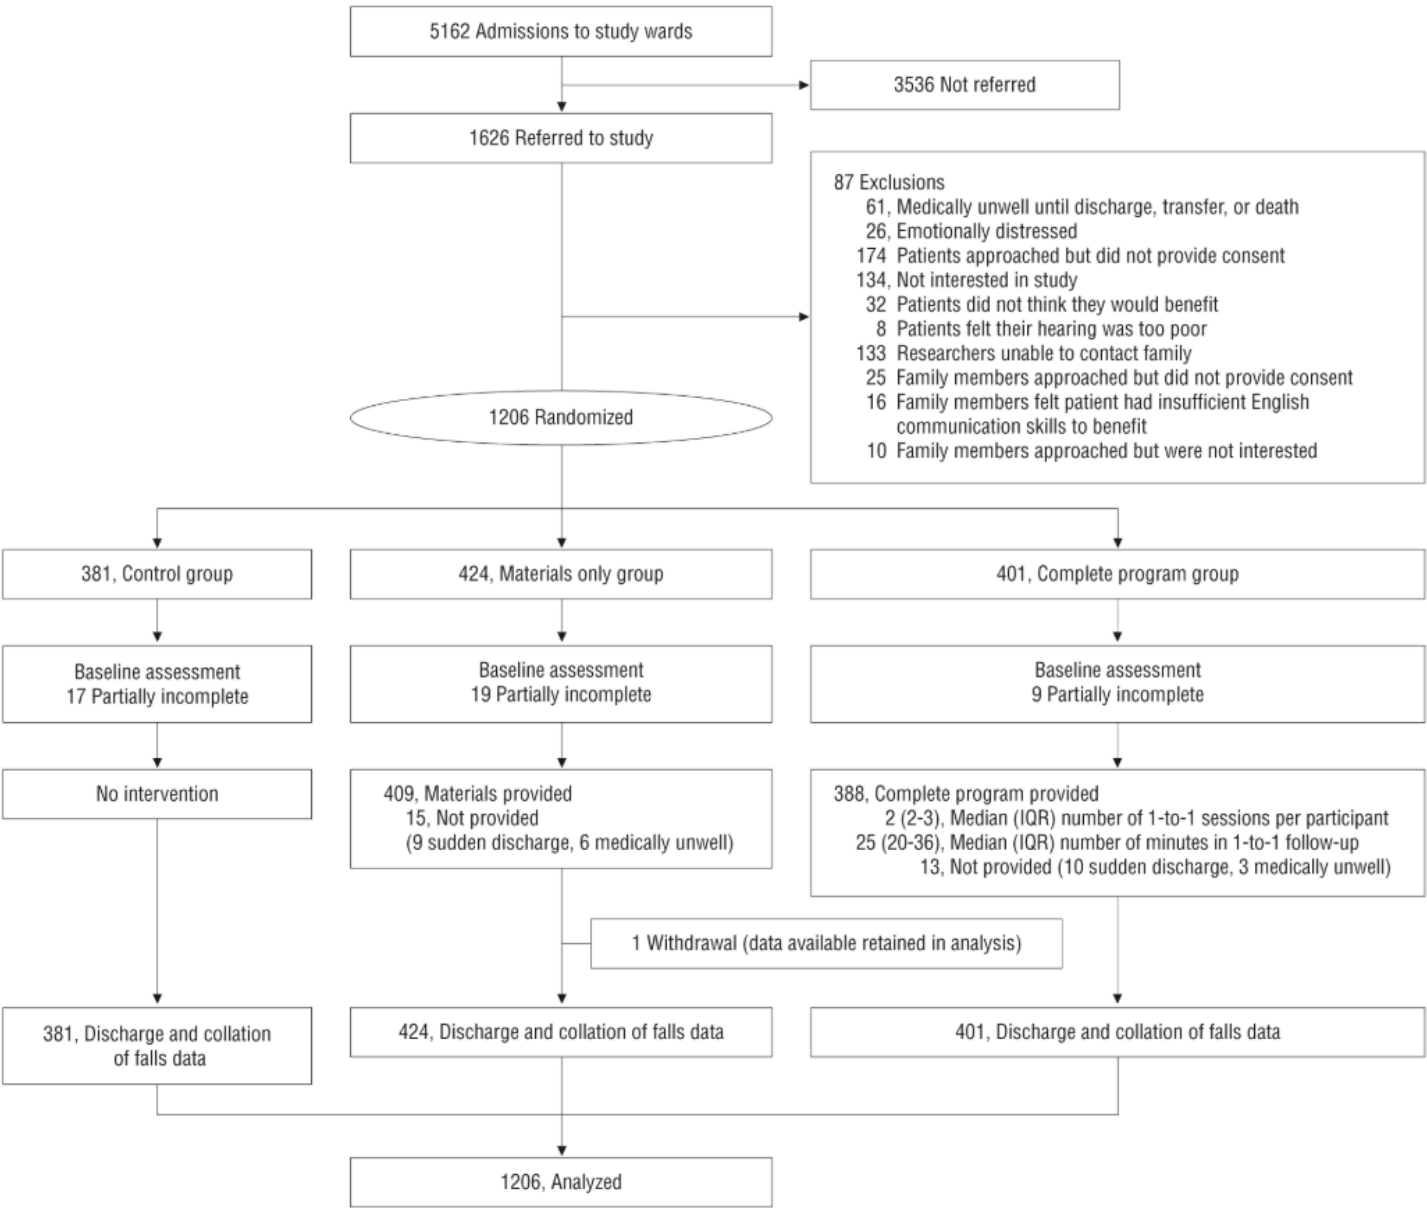 5162 Admissions to study wards
3536 Not referred
1626 Referred to study
87 Exclusions
61, Medically unwell until discharge, transfer, or death
26, Emotionally distressed
174 Patients approached but did not provide consent
134, Not interested in study
32 Patients did not think they would benefit
8 Patients felt their hearing was too poor
133 Researchers unable to contact family
25 Family members approached but did not provide consent
16 Family members felt patient had insufficient English
communication skills to benefit
10 Family members approached but were not interested
1206 Randomized
381, Control group
424, Materials only group
401, Complete program group
Baseline assessment
17 Partially incomplete
Baseline assessment
19 Partially incomplete
Baseline assessment
9 Partially incomplete
No intervention
409, Materials provided
15, Not provided
(9 sudden discharge, 6 medically unwell)
388, Complete program provided
2 (2-3), Median (IQR) number of 1-to-1 sessions per participant
25 (20-36), Median (IQR) number of minutes in 1-to-1 follow-up
13, Not provided (10 sudden discharge, 3 medically unwell)
1 Withdrawal (data available retained in analysis)
381, Discharge and collation
of falls data
424, Discharge and collation of falls data
401, Discharge and collation of falls data
1206, Analyzed